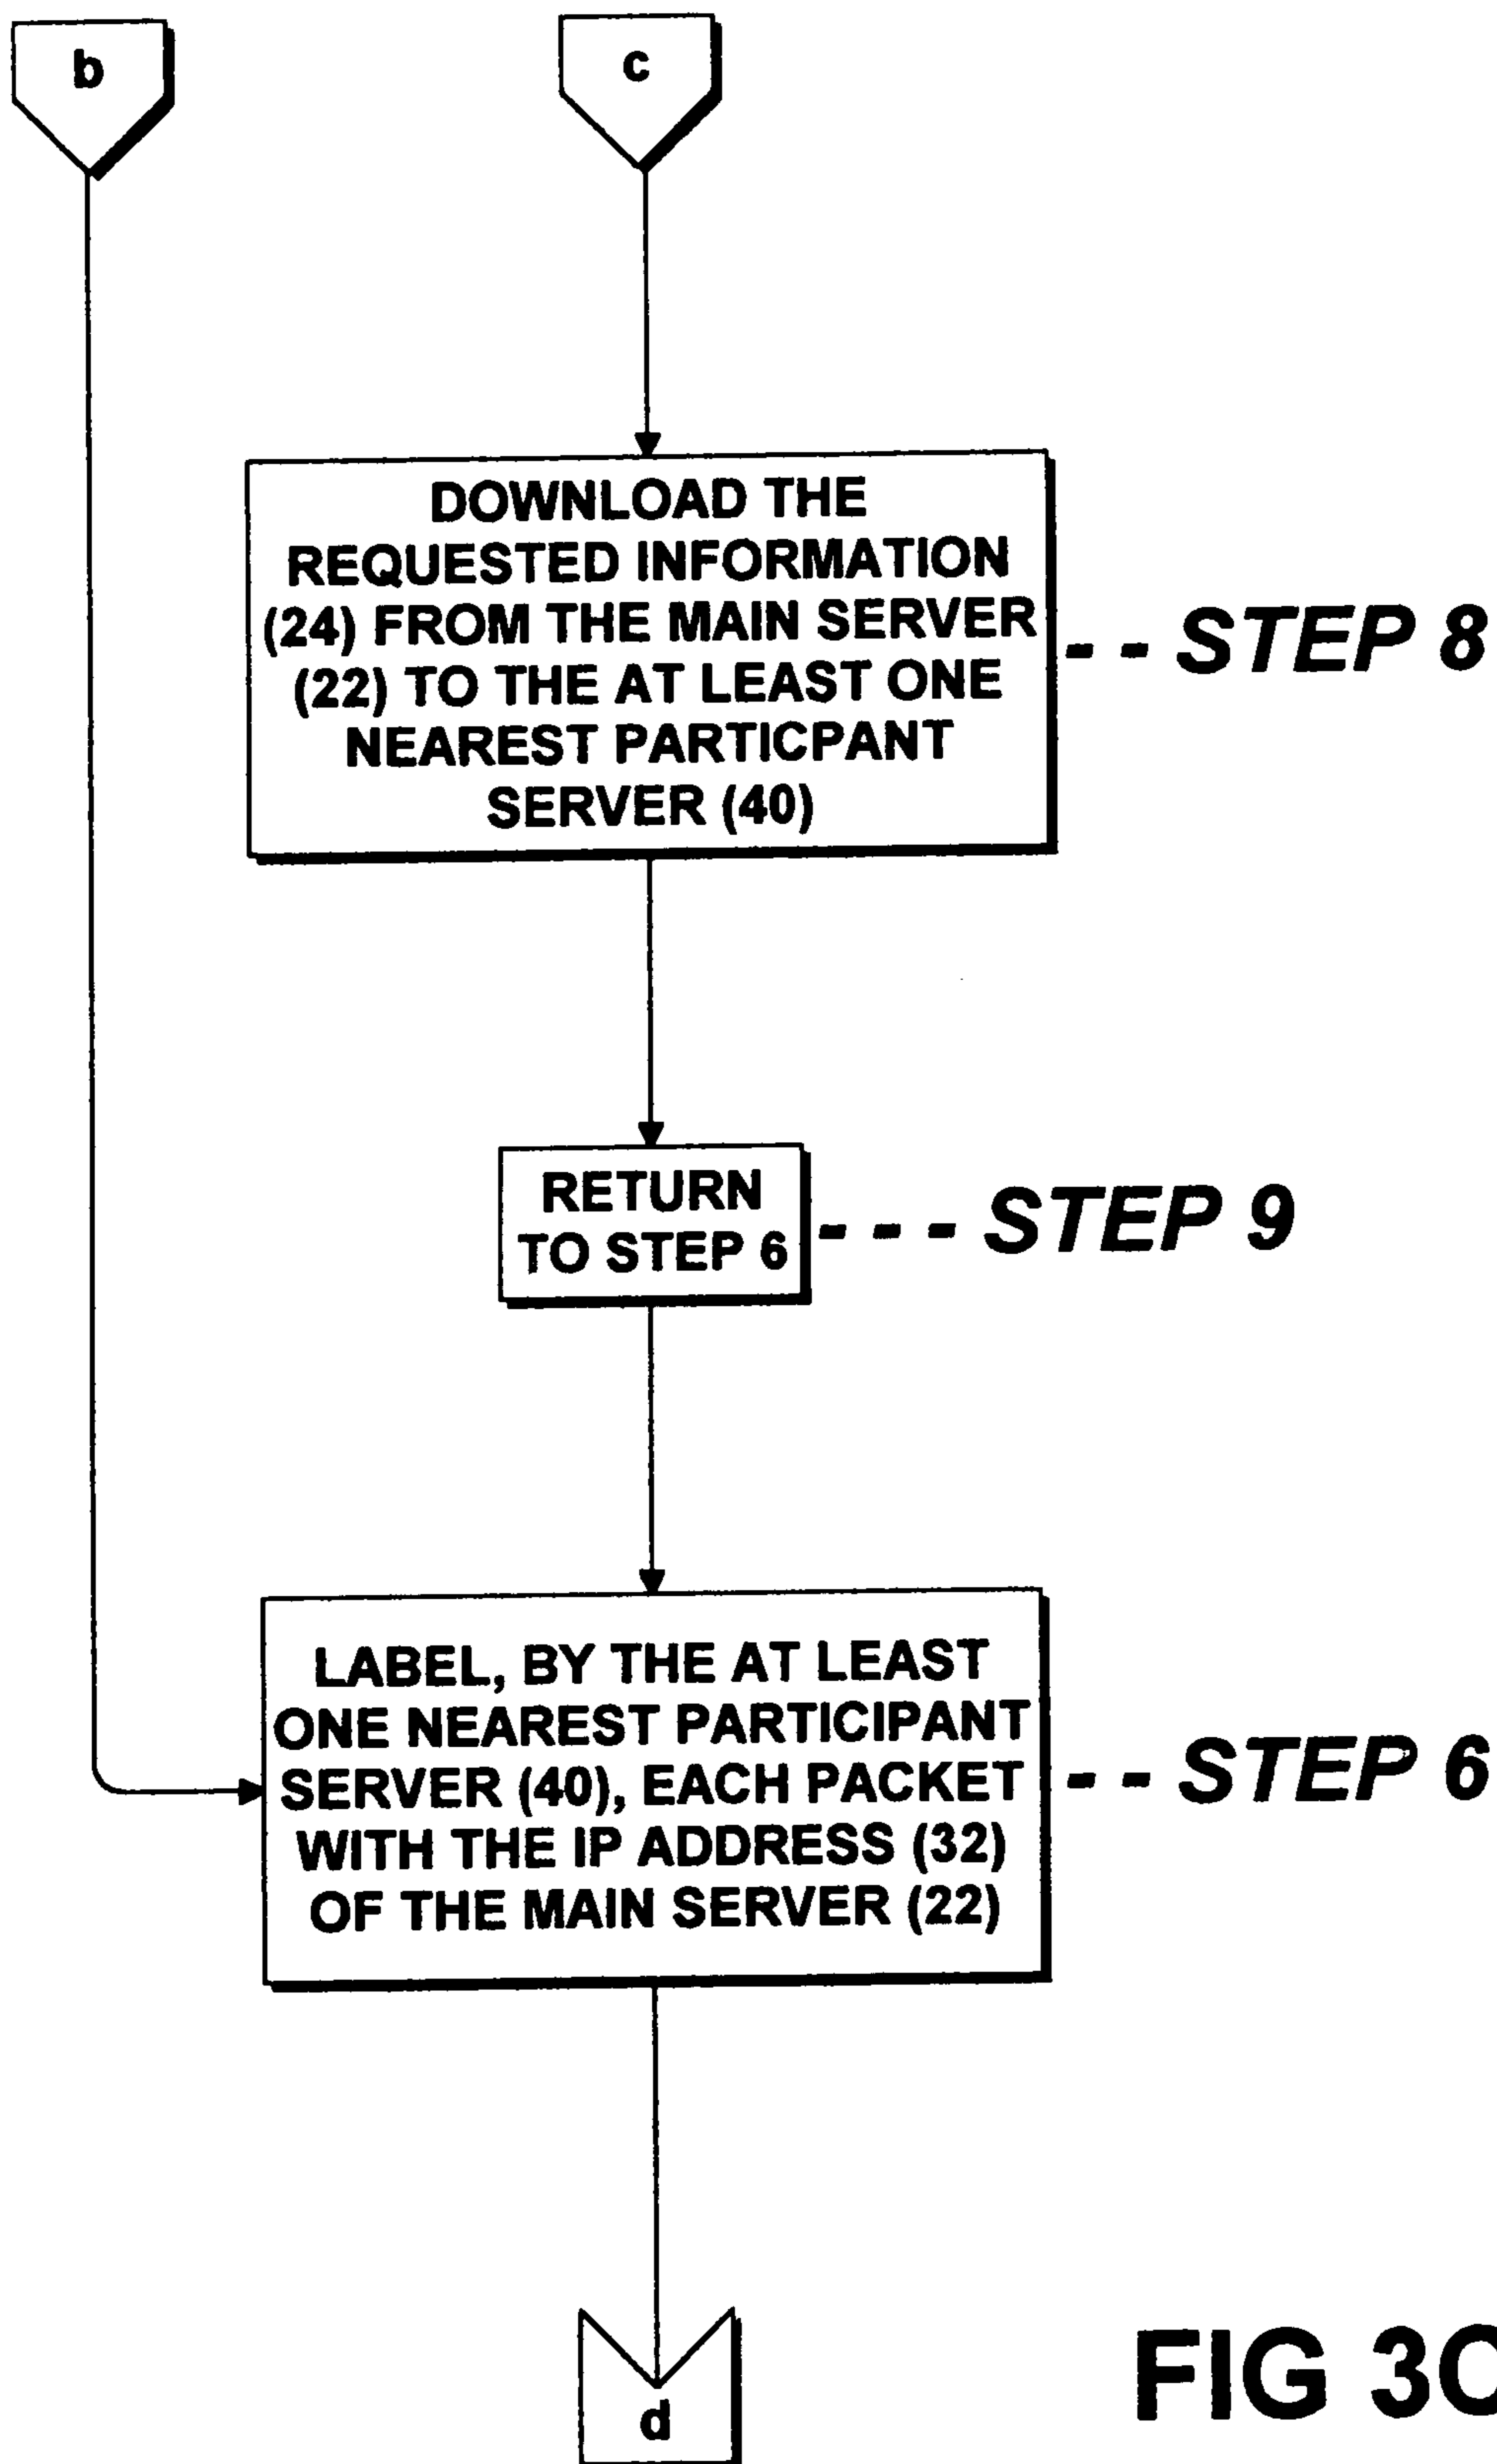 b
c
DOWNLOAD THE
REQUESTED INFORMATION
(24) FROM THE MAIN SERVER
(22) TO THE AT LEAST ONE
NEAREST PARTICPANT
SERVER (40)
-- STEP 8
RETURN
TO STEP 6
--- STEP 9
LABEL, BY THE AT LEAST
ONE NEAREST PARTICIPANT
SERVER (40), EACH PACKET
WITH THE IP ADDRESS (32)
OF THE MAIN SERVER (22)
-- STEP 6
d
FIG 3C